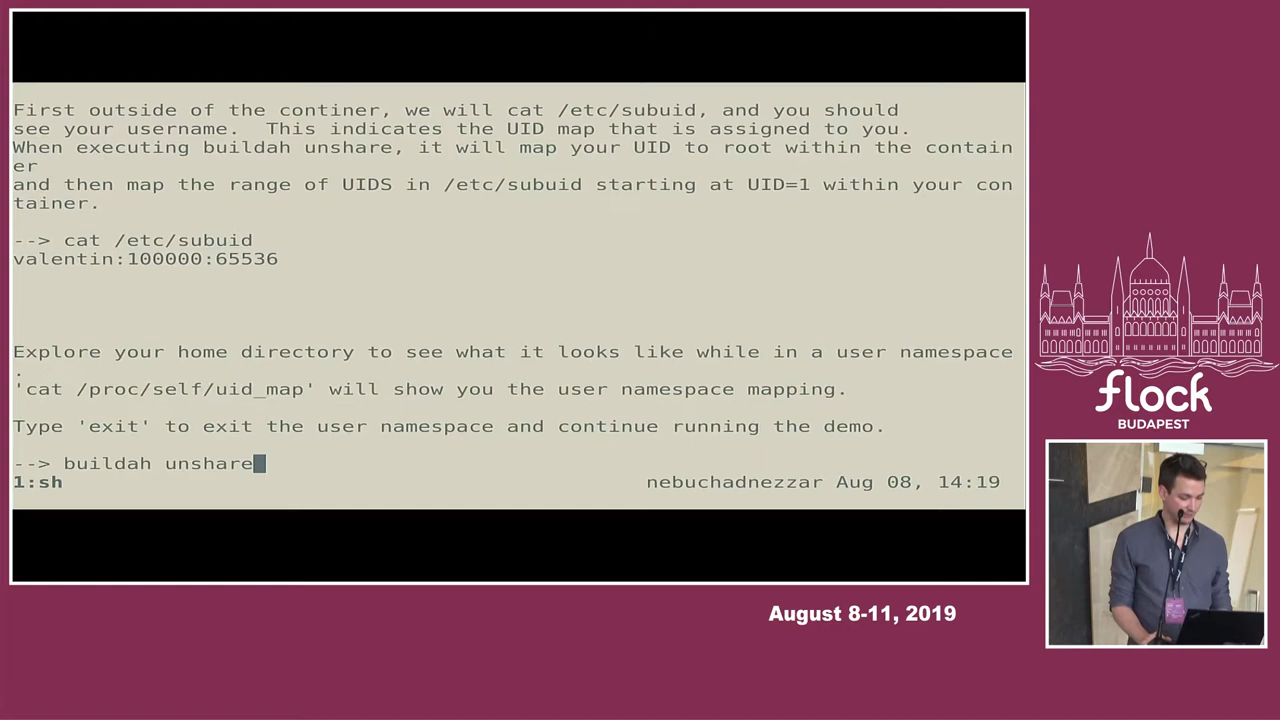 First outside of the continer, we will cat /etc/subuid, and you should
see your username.  This indicates the UID map that is assigned to you.
When executing buildah unshare, it will map your UID to root within the contain
er
and then map the range of UIDS in /etc/subuid starting at UID=1 within your con
tainer.
--> cat /etc/subuid
valentin:100000:65536
Explore your home directory to see what it looks like while in a user namespace
.
'cat /proc/self/uid_map' will show you the user namespace mapping.
Type 'exit' to exit the user namespace and continue running the demo.
--> buildah unshare
1:sh nebuchadnezzar Aug 08, 14:19
flock
BUDAPEST
August 8-11, 2019